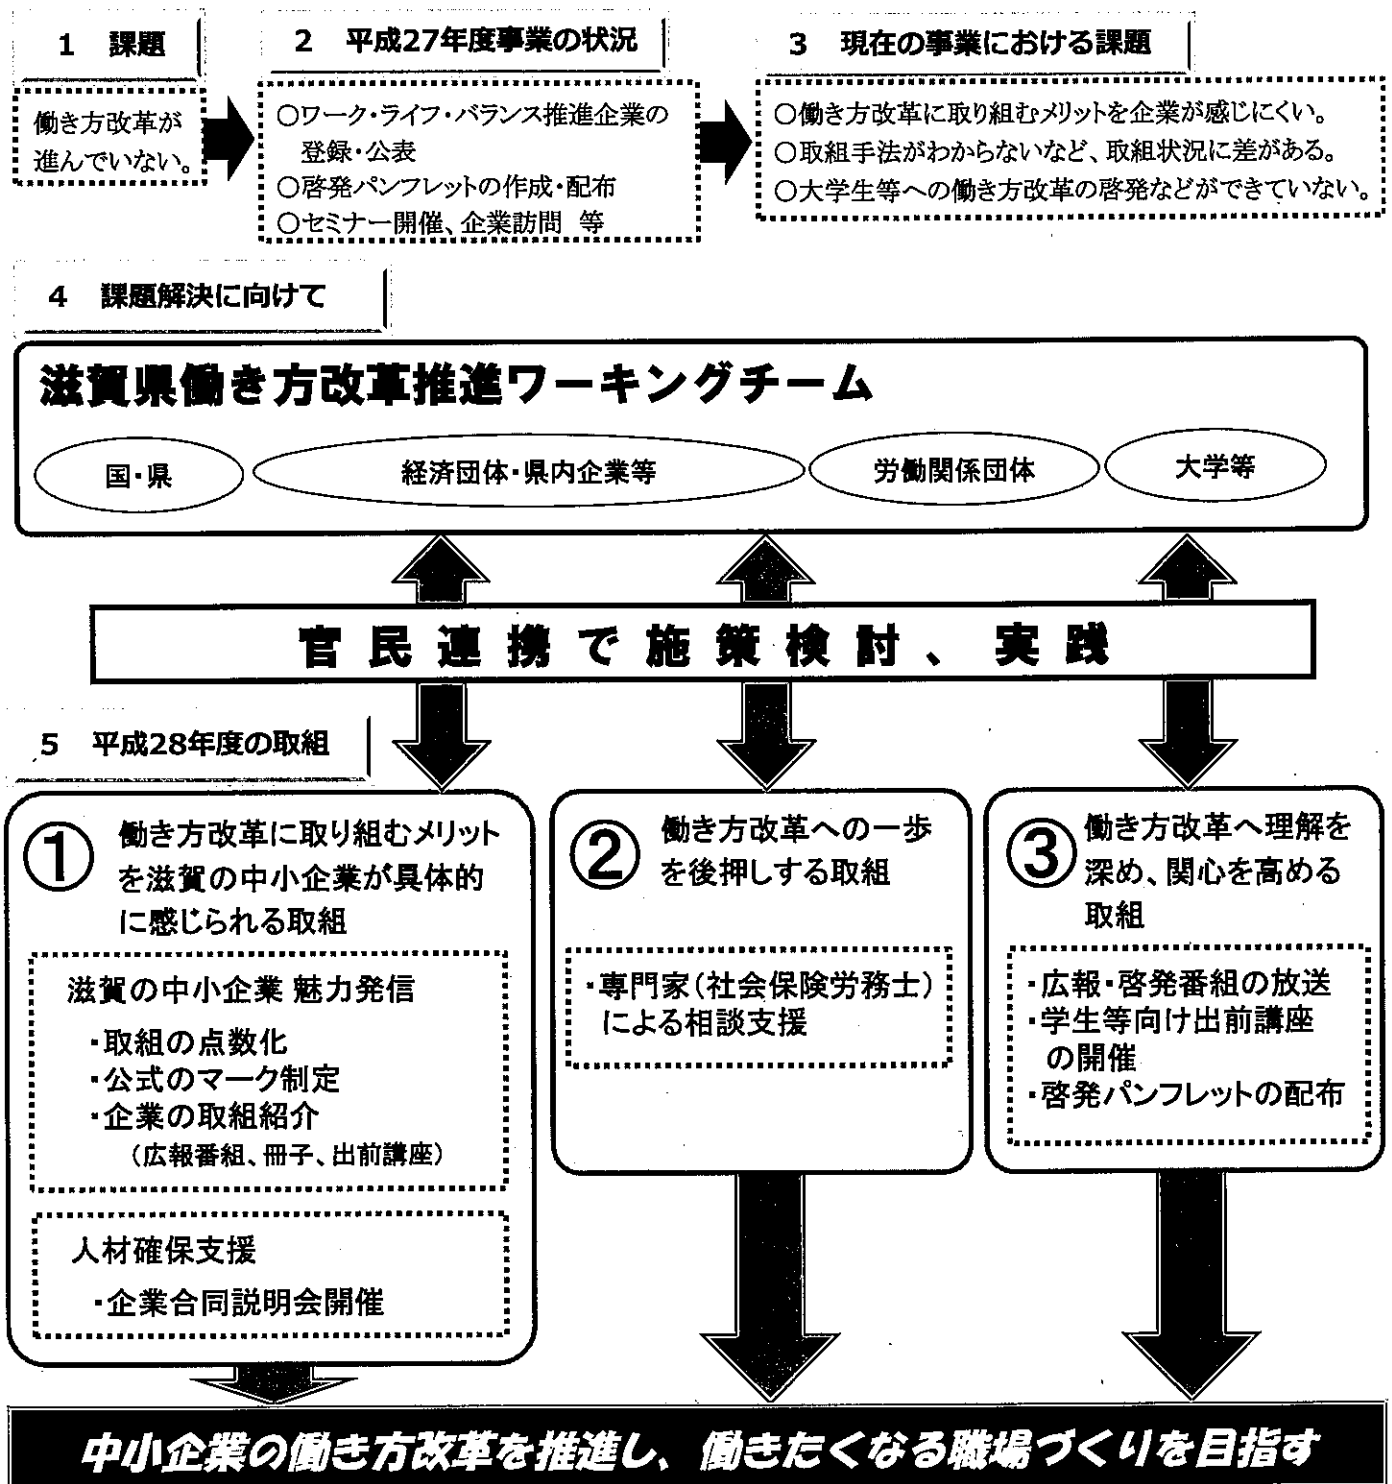 1 課題
働き方改革が
進んでいない。
2 平成27年度事業の状況
○ワーク・ライフ・バランス推進企業の
登録・公表
○啓発パンフレットの作成・配布
○セミナー開催、企業訪問 等
3 現在の事業における課題
○働き方改革に取り組むメリットを企業が感じにくい。
○取組手法がわからないなど、取組状況に差がある。
○大学生等への働き方改革の啓発などができていない。
4 課題解決に向けて
滋賀県働き方改革推進ワーキングチーム
国・県
経済団体・県内企業等
労働関係団体
大学等
官民連携で施策検討、実践
5 平成28年度の取組
① 働き方改革に取り組むメリット
を滋賀の中小企業が具体的
に感じられる取組
滋賀の中小企業 魅力発信
・取組の点数化
・公式のマーク制定
・企業の取組紹介
(広報番組、冊子、出前講座)
人材確保支援
・企業合同説明会開催
② 働き方改革への一歩
を後押しする取組
・専門家(社会保険労務士)
による相談支援
③ 働き方改革へ理解を
深め、関心を高める
取組
・広報・啓発番組の放送
・学生等向け出前講座
の開催
・啓発パンフレットの配布
中小企業の働き方改革を推進し、働きたくなる職場づくりを目指す